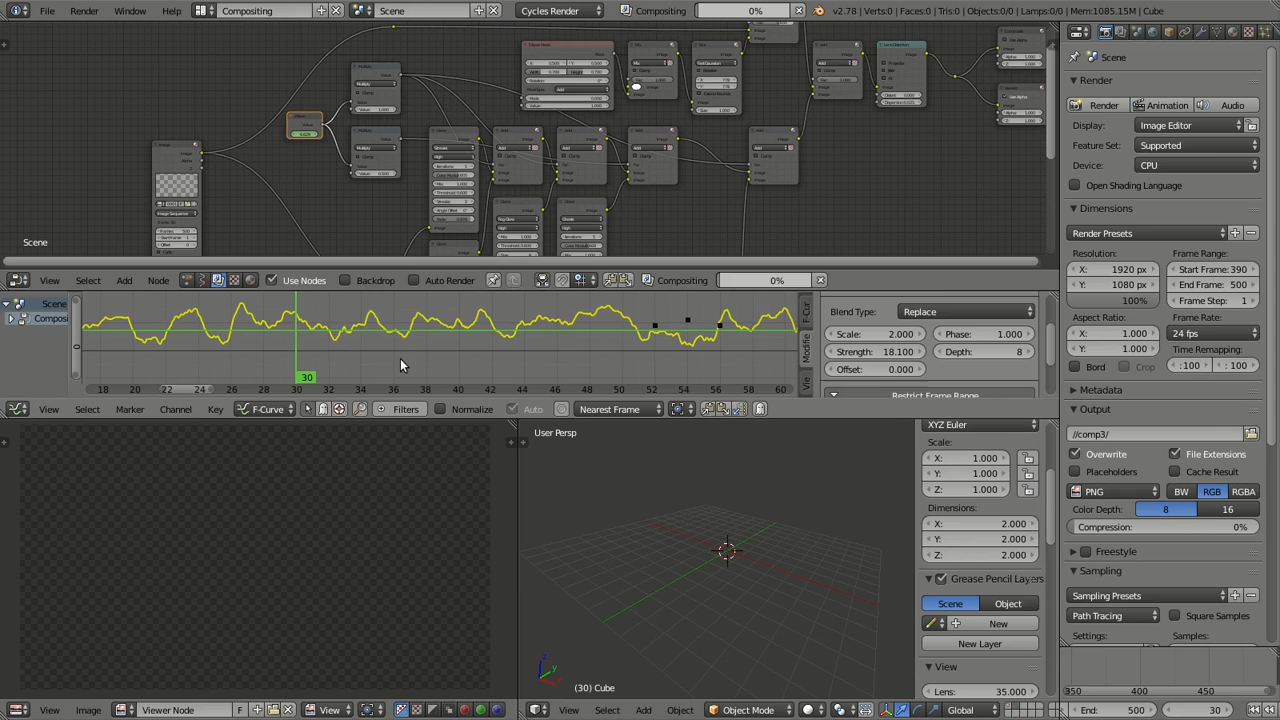 File Render Window Help Compositing Scene Cycles Render Compositing 0% v2.78 | Verts:0 | Faces:0 | Tris:0 | Objects:0/0 | Lamps:0/0 | Mem:1085.15M | Cube
Scene
View Select Add Node Use Nodes Backdrop Auto Render Compositing 0%
Scene
Composi
0
30
18 20 22 24 26 28 30 32 34 36 38 40 42 44 46 48 50 52 54 56 58 60
F-Cur
Modifie
Vie
Blend Type: Replace
Scale: 2.000 Phase: 1.000
Strength: 18.100 Depth: 8
Offset: 0.000
Restrict Frame Range
View Select Marker Channel Key F-Curve Filters Normalize Auto Nearest Frame
User Persp
(30) Cube
XYZ Euler
Scale:
X: 1.000
Y: 1.000
Z: 1.000
Dimensions:
X: 2.000
Y: 2.000
Z: 2.000
Grease Pencil Layers
Scene Object
New
New Layer
View
Lens: 35.000
View Image Viewer Node F View
View Select Add Object Object Mode Global
Scene
Render
Render Animation Audio
Display: Image Editor
Feature Set: Supported
Device: CPU
Open Shading Language
Dimensions
Render Presets
Resolution: Frame Range:
X: 1920 px Start Frame: 390
Y: 1080 px End Frame: 500
100% Frame Step: 1
Aspect Ratio: Frame Rate:
X: 1.000 24 fps
Y: 1.000 Time Remapping:
Bord Crop :100 :100
Metadata
Output
//comp3/
Overwrite File Extensions
Placeholders Cache Result
PNG BW RGB RGBA
Color Depth: 8 16
Compression: 0%
Freestyle
Sampling
Sampling Presets
Path Tracing Square Samples
Settings: Samples:
350 400 450
End: 500 30